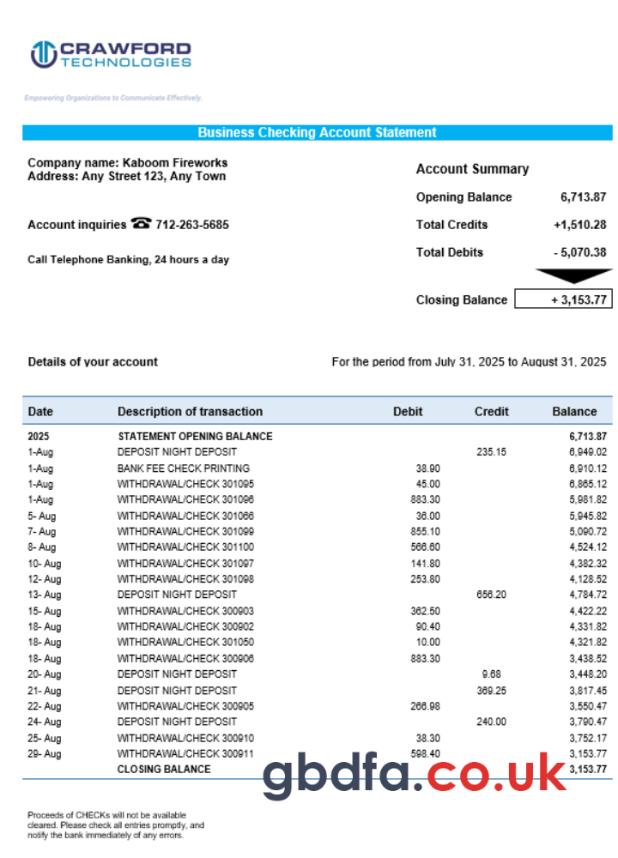 CRAWFORD
TECHNOLOGIES
Empowering Organizations to Communicate Effectively.
Business Checking Account Statement
Company name: Kaboom Fireworks
Address: Any Street 123, Any Town
Account inquiries ☎ 712-263-5685
Call Telephone Banking, 24 hours a day
Account Summary
Opening Balance 6,713.87
Total Credits +1,510.28
Total Debits - 5,070.38
Closing Balance + 3,153.77
Details of your account For the period from July 31, 2025 to August 31, 2025
Date Description of transaction Debit Credit Balance
2025 STATEMENT OPENING BALANCE 6,713.87
1-Aug DEPOSIT NIGHT DEPOSIT 235.15 6,949.02
1-Aug BANK FEE CHECK PRINTING 38.90 6,910.12
1-Aug WITHDRAWAL/CHECK 301095 45.00 6,865.12
1-Aug WITHDRAWAL/CHECK 301096 883.30 5,981.82
5- Aug WITHDRAWAL/CHECK 301066 36.00 5,945.82
7- Aug WITHDRAWAL/CHECK 301099 855.10 5,090.72
8- Aug WITHDRAWAL/CHECK 301100 566.60 4,524.12
10- Aug WITHDRAWAL/CHECK 301097 141.80 4,382.32
12- Aug WITHDRAWAL/CHECK 301098 253.80 4,128.52
13- Aug DEPOSIT NIGHT DEPOSIT 656.20 4,784.72
15- Aug WITHDRAWAL/CHECK 300903 362.50 4,422.22
18- Aug WITHDRAWAL/CHECK 300902 90.40 4,331.82
18- Aug WITHDRAWAL/CHECK 301050 10.00 4,321.82
18- Aug WITHDRAWAL/CHECK 300906 883.30 3,438.52
20- Aug DEPOSIT NIGHT DEPOSIT 9.68 3,448.20
21- Aug DEPOSIT NIGHT DEPOSIT 369.25 3,817.45
22- Aug WITHDRAWAL/CHECK 300905 266.98 3,550.47
24- Aug DEPOSIT NIGHT DEPOSIT 240.00 3,790.47
25- Aug WITHDRAWAL/CHECK 300910 38.30 3,752.17
29- Aug WITHDRAWAL/CHECK 300911 598.40 3,153.77
CLOSING BALANCE 3,153.77
gbdfa.co.uk
Proceeds of CHECKs will not be available
cleared. Please check all entries promptly, and
notify the bank immediately of any errors.